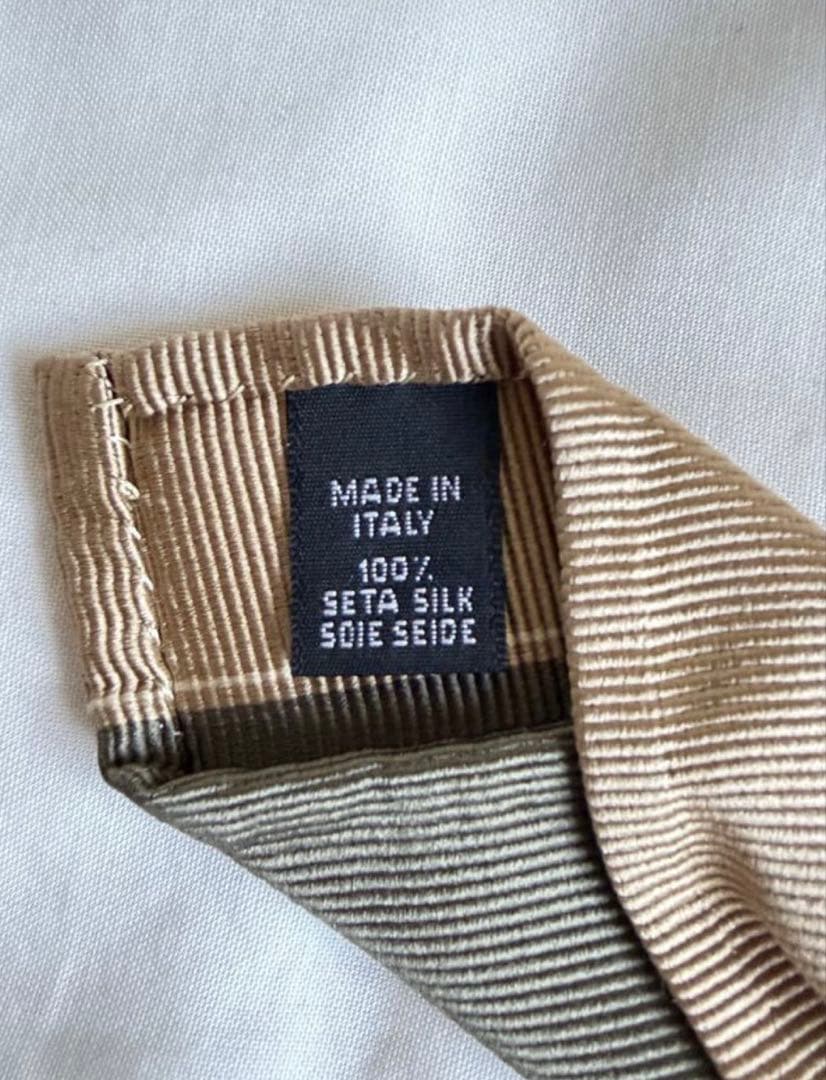 MADE IN
ITALY
100%
SETA SILK
SOIE SEIDE